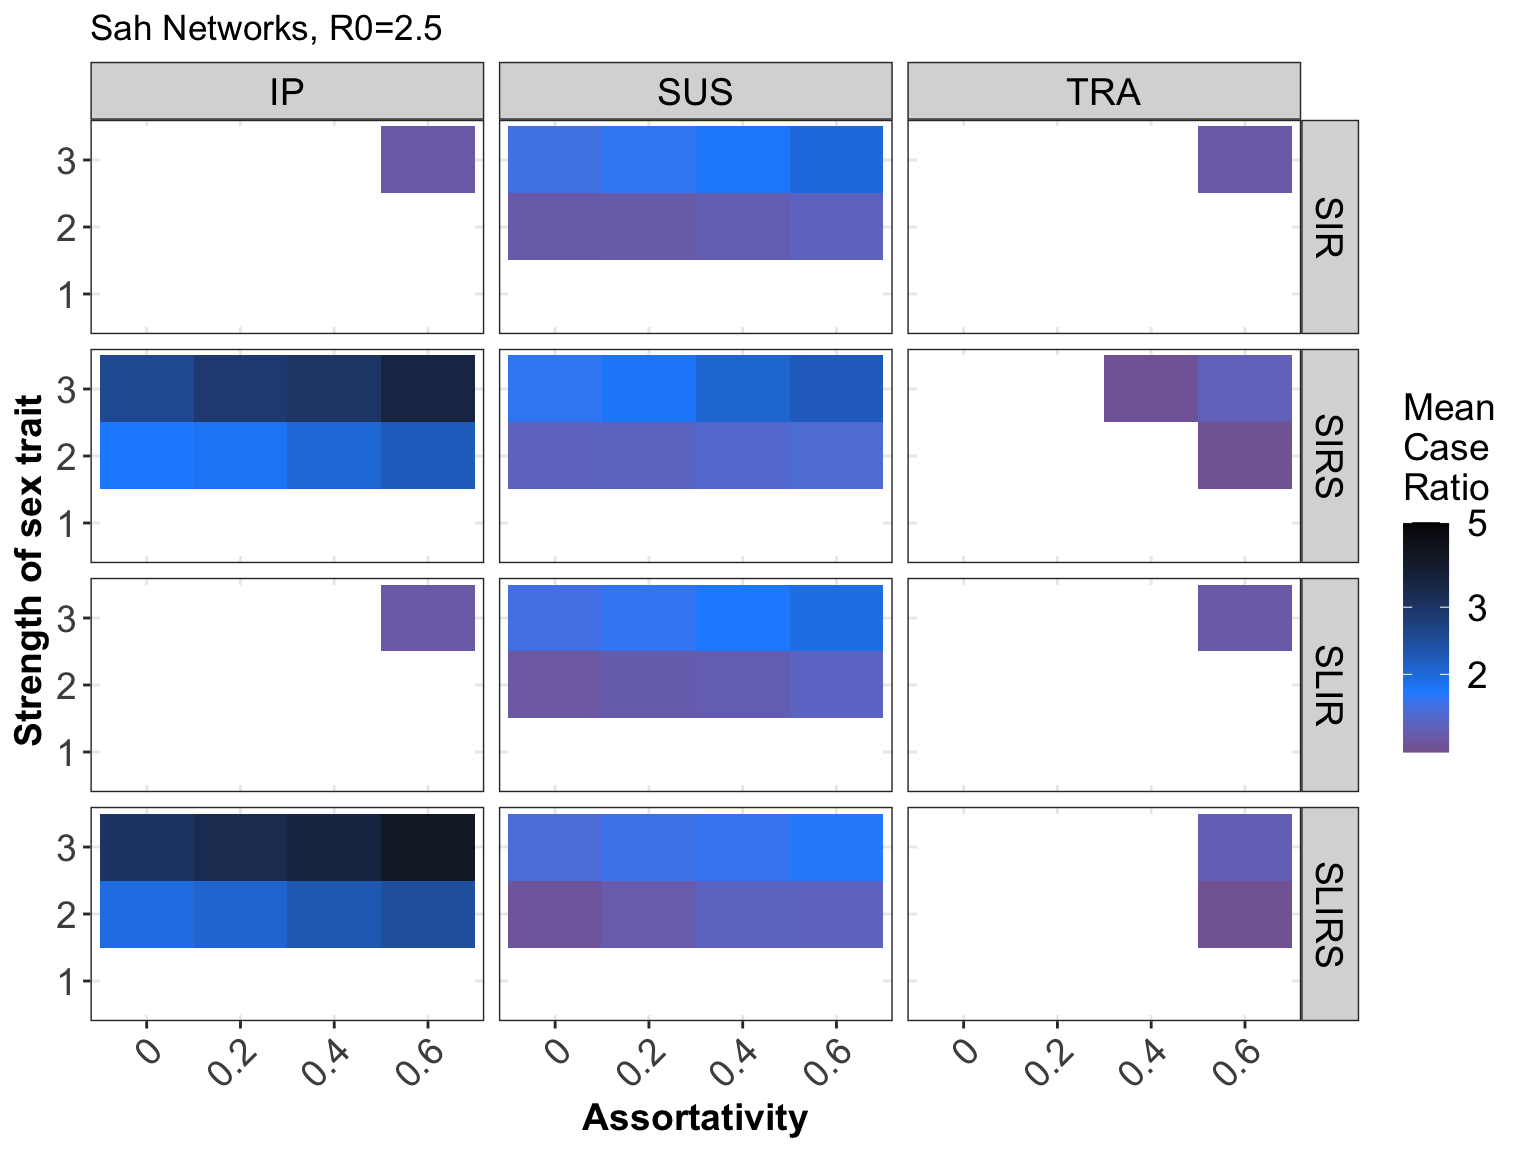 Sah Networks, R0=2.5
IP
SUS
TRA
3
2
1
SIR
3
2
1
SIRS
3
2
1
SLIR
3
2
1
SLIRS
0
0.2
0.4
0.6
0
0.2
0.4
0.6
0
0.2
0.4
0.6
Assortativity
Strength of sex trait
Mean
Case
Ratio
5
3
2